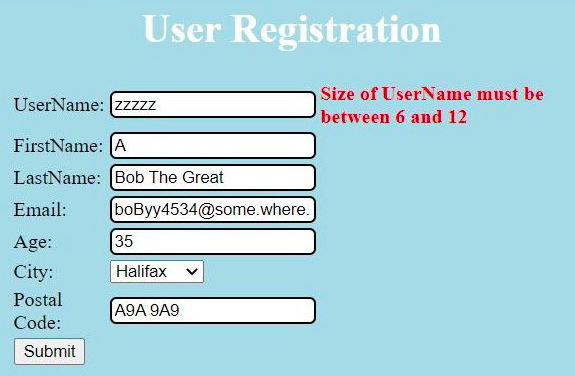 User Registration
UserName: zzzzz Size of UserName must be
between 6 and 12
FirstName: A
LastName: Bob The Great
Email: boByy4534@some.where.
Age: 35
City: Halifax
Postal
Code: A9A 9A9
Submit